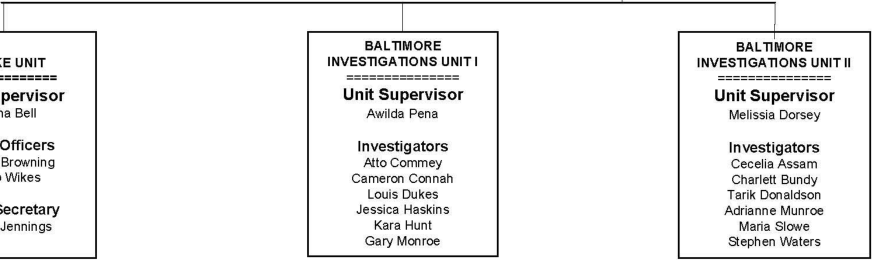 KE UNIT
========
pervisor
na Bell
Officers
Browning
Wikes
Secretary
Jennings
BALTIMORE
INVESTIGATIONS UNIT I
===============
Unit Supervisor
Awilda Pena
Investigators
Atto Commey
Cameron Connah
Louis Dukes
Jessica Haskins
Kara Hunt
Gary Monroe
BALTIMORE
INVESTIGATIONS UNIT II
===============
Unit Supervisor
Melissia Dorsey
Investigators
Cecelia Assam
Charlett Bundy
Tarik Donaldson
Adrianne Munroe
Maria Slowe
Stephen Waters